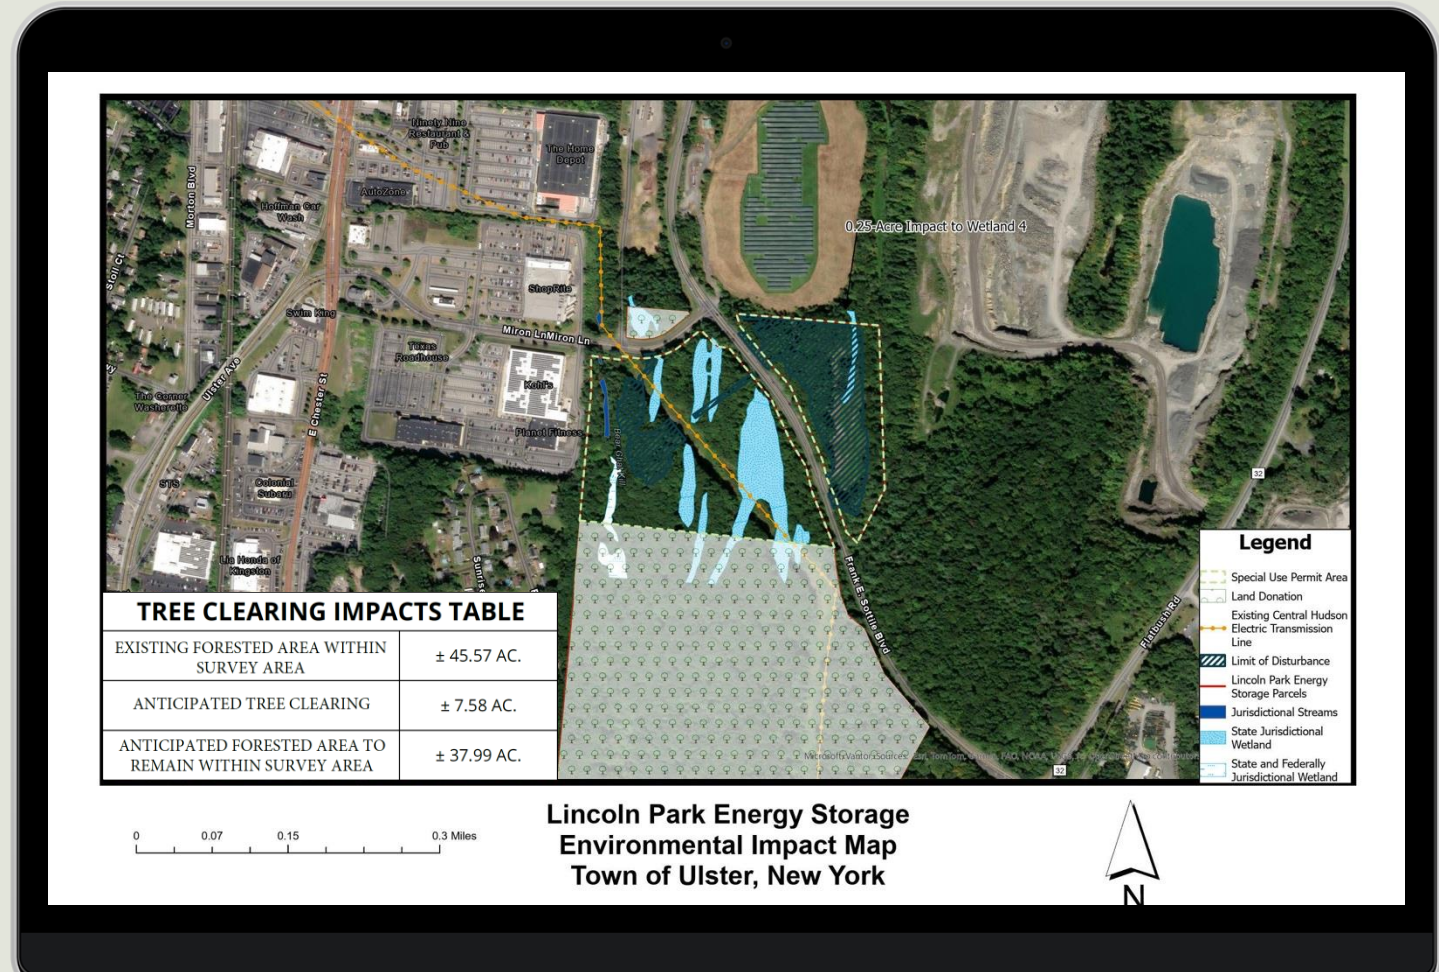 Ninety Nine
Restaurant &
Pub
The Home
Depot
AutoZone
Morton Blvd
Hoffman Car
Wash
0.25-Acre Impact to Wetland 4
Stoll Ct
ShopRite
Swim King
Miron LnMiron Ln
Texas
Roadhouse
Ulster Ave
Kohl's
The Corner
Washerette
E Chester St
Planet Fitness
32
STS
Colonial
Subaru
Lia Honda of
Kingston
Sunrise
Frank E. Sottile Blvd
Flatbush Rd
32
Legend
Special Use Permit Area
Land Donation
Existing Central Hudson
Electric Transmission
Line
Limit of Disturbance
Lincoln Park Energy
Storage Parcels
Jurisdictional Streams
State Jurisdictional
Wetland
State and Federally
Jurisdictional Wetland
TREE CLEARING IMPACTS TABLE
EXISTING FORESTED AREA WITHIN
SURVEY AREA
± 45.57 AC.
ANTICIPATED TREE CLEARING
± 7.58 AC.
ANTICIPATED FORESTED AREA TO
REMAIN WITHIN SURVEY AREA
± 37.99 AC.
0 0.07 0.15 0.3 Miles
Lincoln Park Energy Storage
Environmental Impact Map
Town of Ulster, New York
N